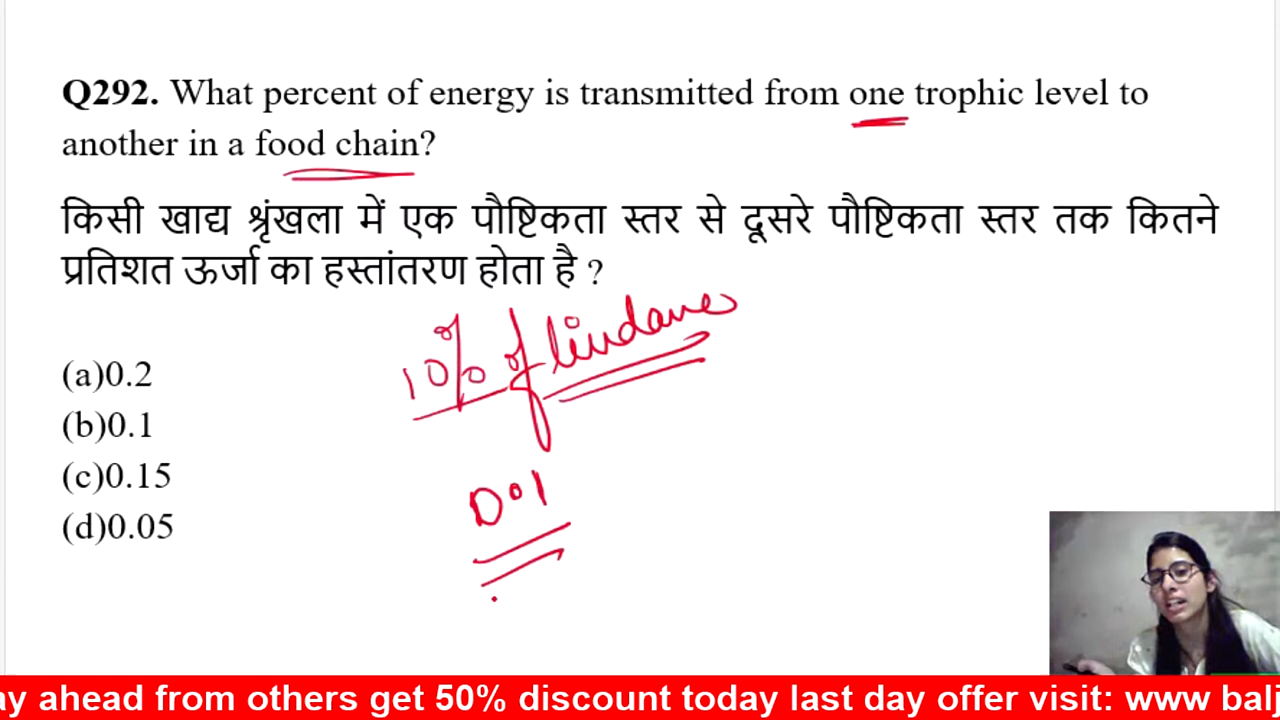 Q292. What percent of energy is transmitted from one trophic level to
another in a food chain?
किसी खाद्य श्रृंखला में एक पौष्टिकता स्तर से दूसरे पौष्टिकता स्तर तक कितने
प्रतिशत ऊर्जा का हस्तांतरण होता है ?
10% of lindane
(a)0.2
(b)0.1
(c)0.15
0.1
(d)0.05
ay ahead from others get 50% discount today last day offer visit: www balj